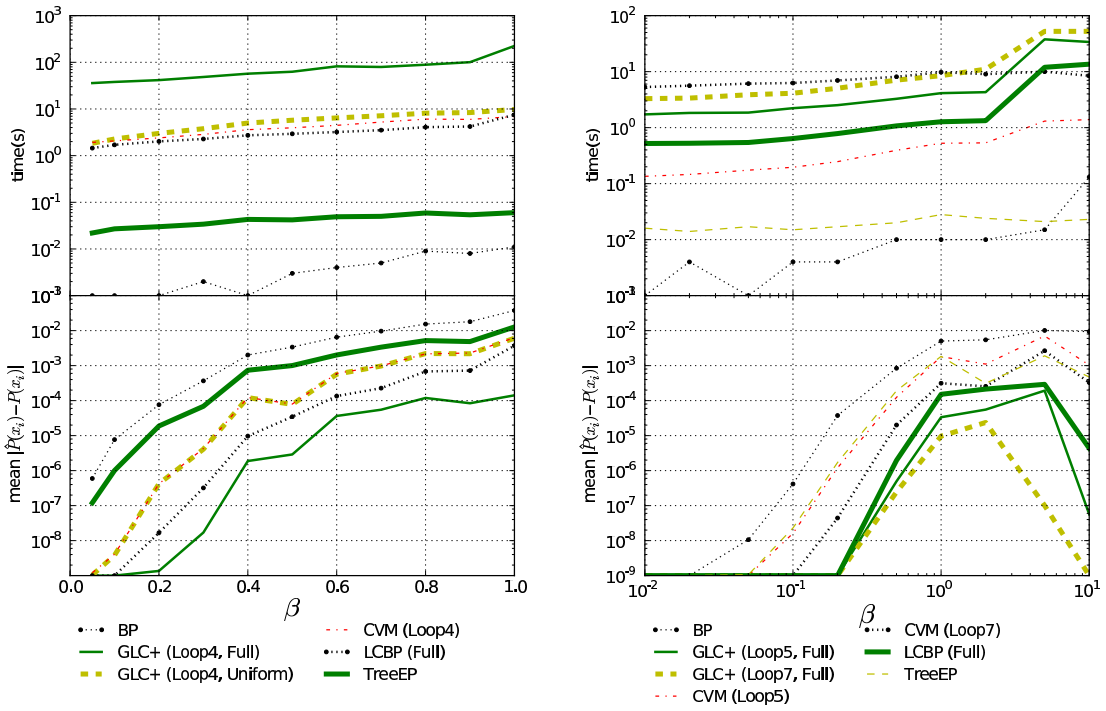 10^3
10^2
10^1
10^0
10^-1
10^-2
10^-3
time(s)
10^-2
10^-3
10^-4
10^-5
10^-6
10^-7
10^-8
mean |P̂(x_i)−P(x_i)|
0.0 0.2 0.4 0.6 0.8 1.0
β
BP
GLC+ (Loop4, Full)
GLC+ (Loop4, Uniform)
CVM (Loop4)
LCBP (Full)
TreeEP
10^2
10^1
10^0
10^-1
10^-2
10^-3
time(s)
10^-2
10^-3
10^-4
10^-5
10^-6
10^-7
10^-8
10^-9
mean |P̂(x_i)−P(x_i)|
10^-2 10^-1 10^0 10^1
β
BP
GLC+ (Loop5, Full)
GLC+ (Loop7, Full)
CVM (Loop5)
CVM (Loop7)
LCBP (Full)
TreeEP